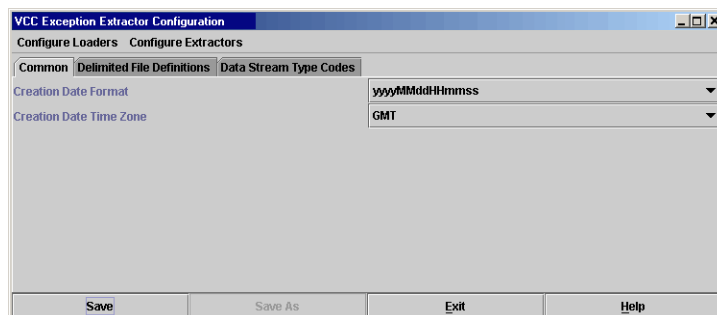 VCC Exception Extractor Configuration
Configure Loaders Configure Extractors
Common Delimited File Definitions Data Stream Type Codes
Creation Date Format yyyyMMddHHmmss
Creation Date Time Zone GMT
Save Save As Exit Help